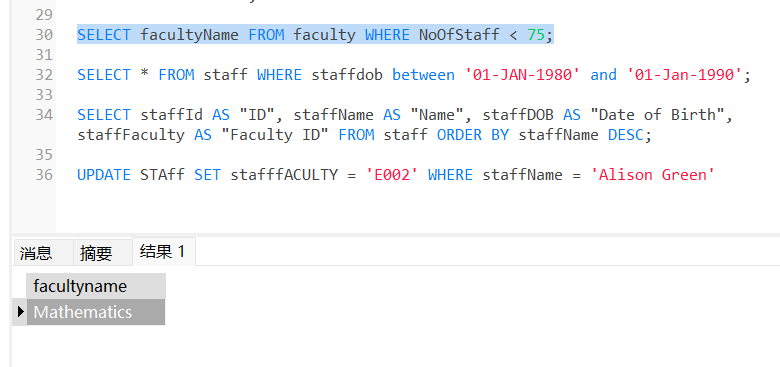 29
30 SELECT facultyName FROM faculty WHERE NoOfStaff < 75;
31
32 SELECT * FROM staff WHERE staffdob between '01-JAN-1980' and '01-Jan-1990';
33
34 SELECT staffId AS "ID", staffName AS "Name", staffDOB AS "Date of Birth",
staffFaculty AS "Faculty ID" FROM staff ORDER BY staffName DESC;
35
36 UPDATE STAff SET stafffACULTY = 'E002' WHERE staffName = 'Alison Green'
消息 摘要 结果 1
facultyname
Mathematics